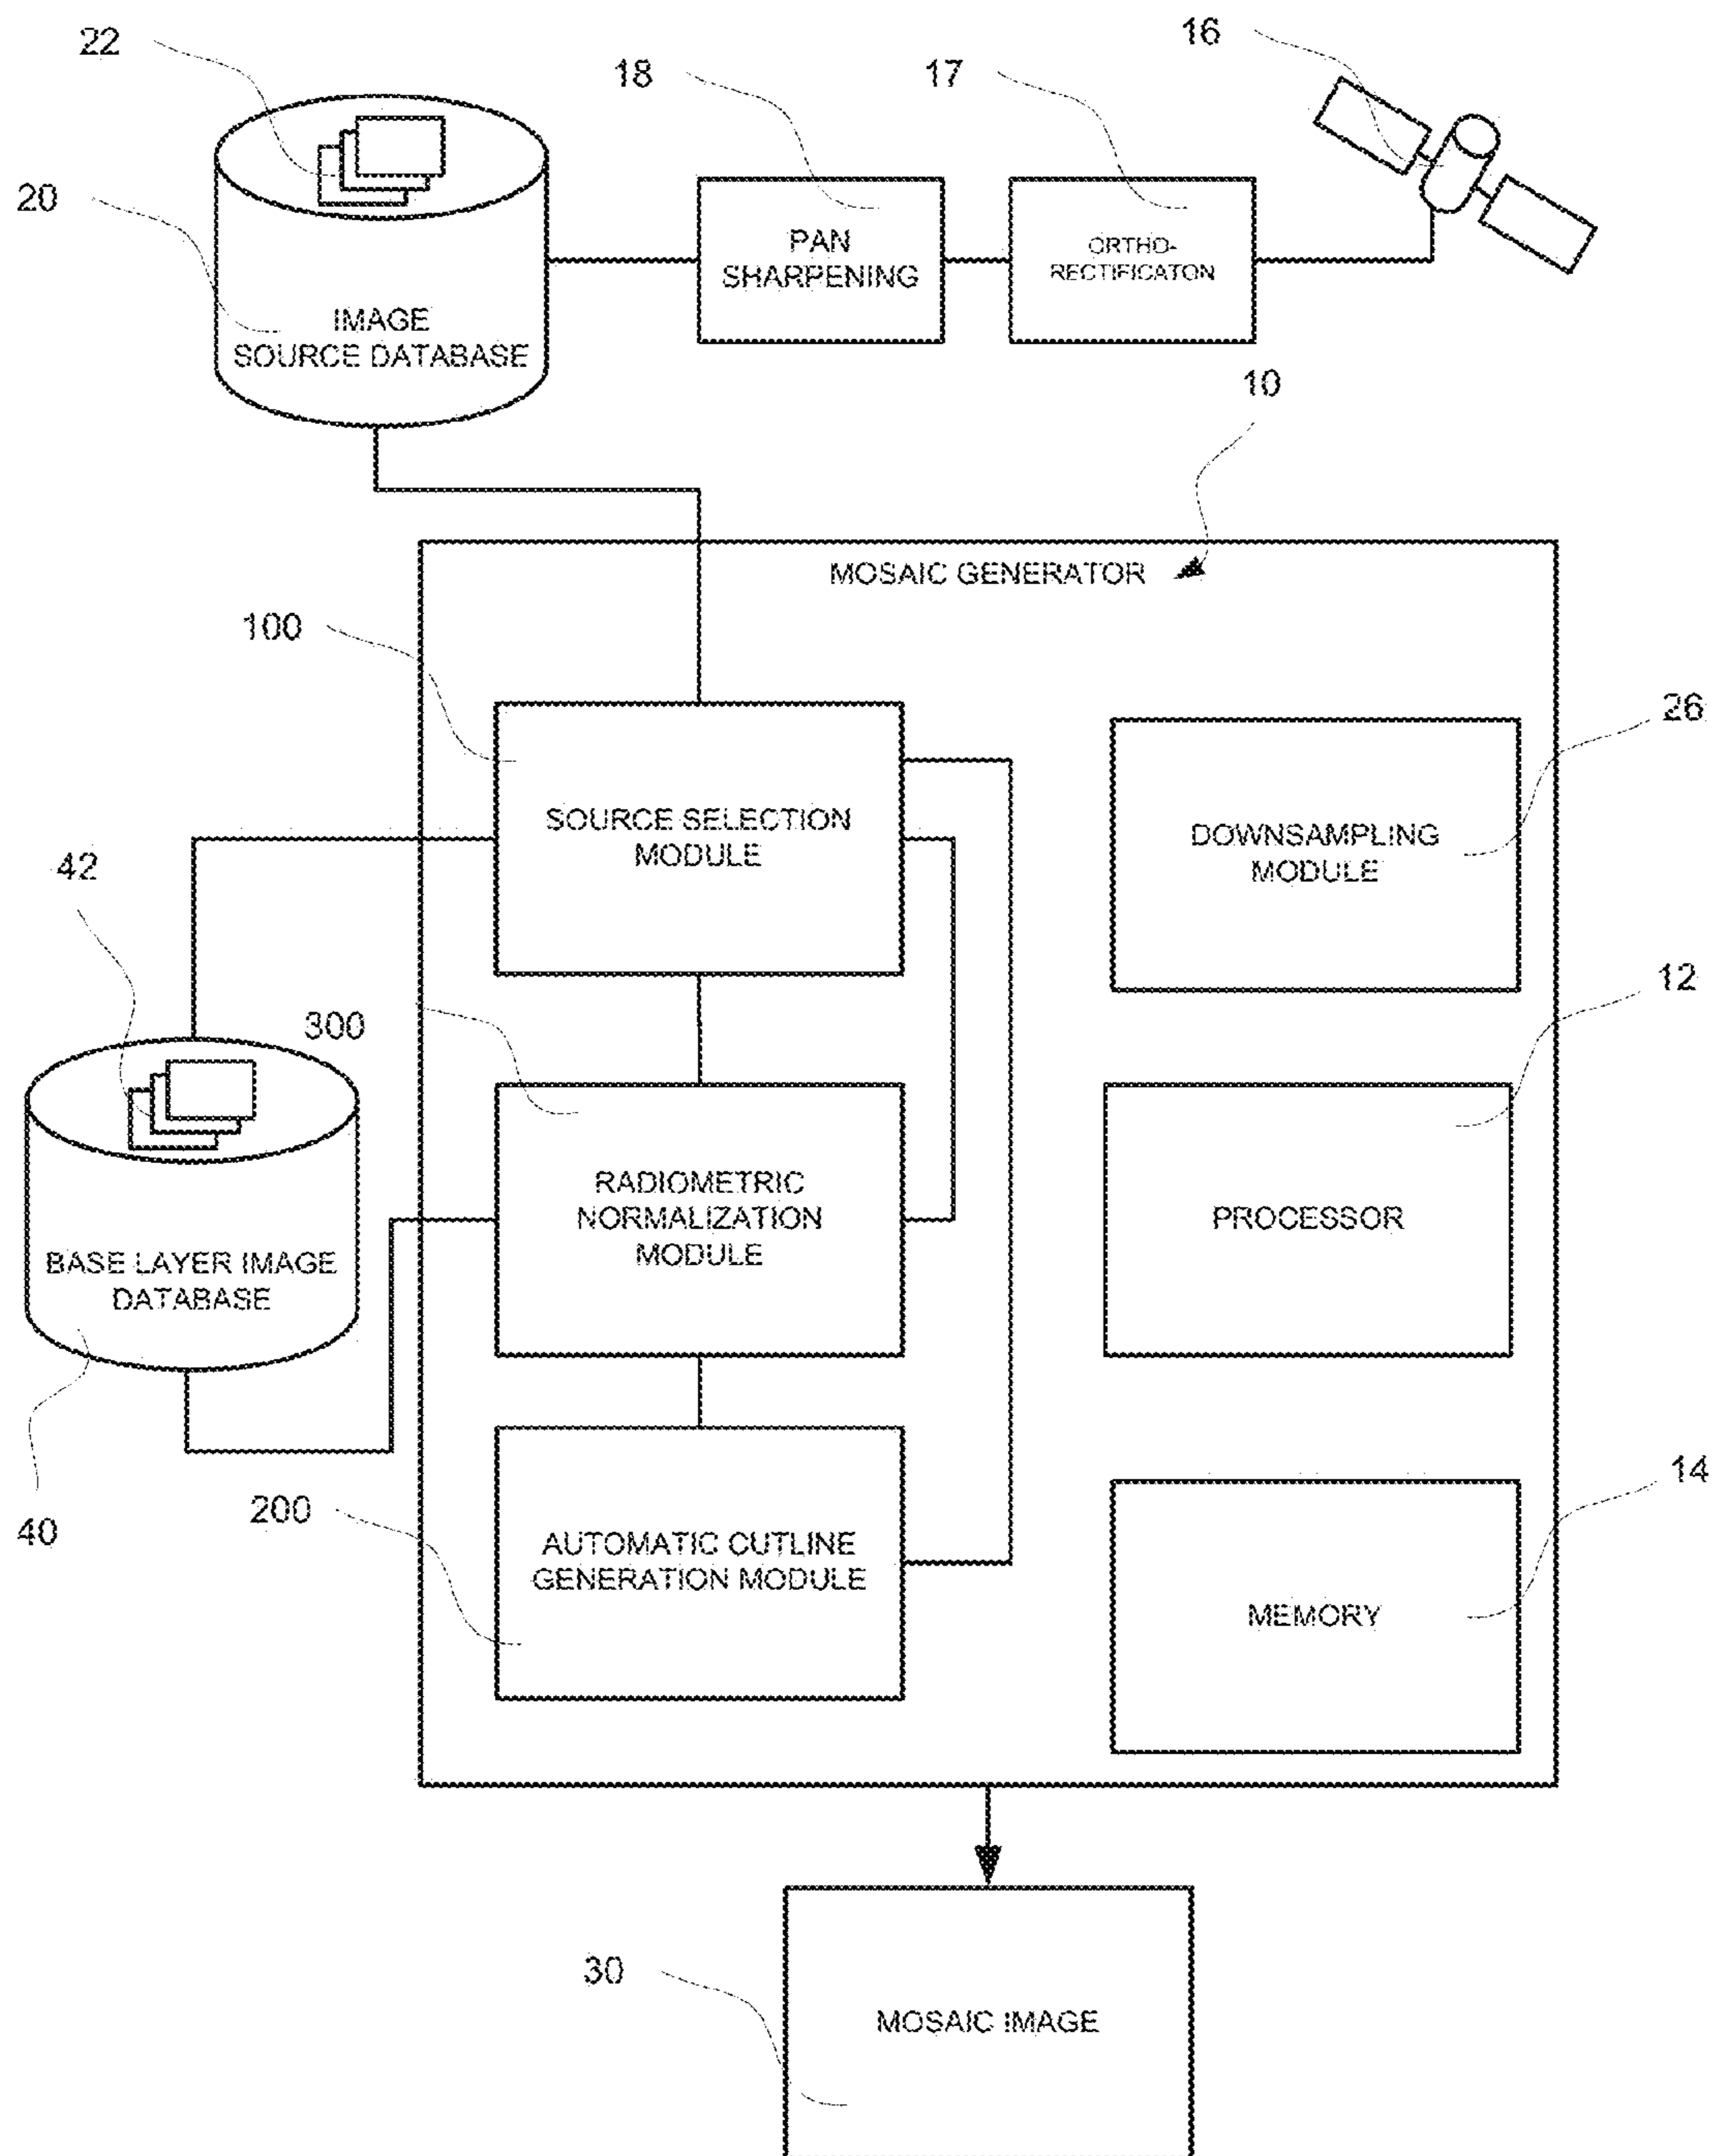 22
18
17
16
20
PAN
SHARPENING
ORTHO-
RECTIFICATON
IMAGE
SOURCE DATABASE
10
MOSAIC GENERATOR
100
26
SOURCE SELECTION
MODULE
DOWNSAMPLING
MODULE
42
12
300
RADIOMETRIC
NORMALIZATION
MODULE
PROCESSOR
BASE LAYER IMAGE
DATABASE
14
200
40
AUTOMATIC CUTLINE
GENERATION MODULE
MEMORY
30
MOSAIC IMAGE